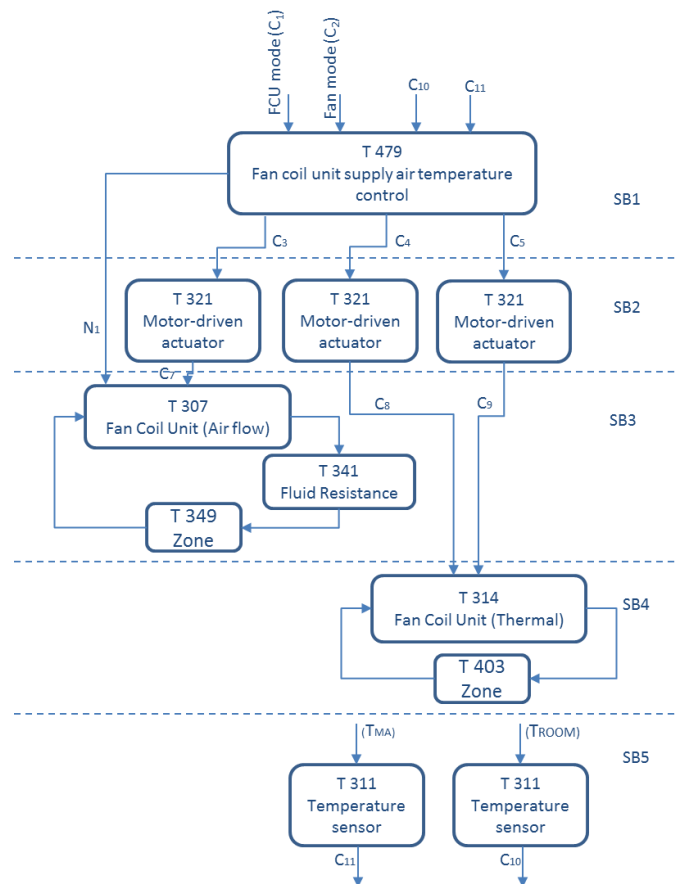 FCU mode (C1)
Fan mode (C2)
C10
C11
T 479
Fan coil unit supply air temperature
control
SB1
C3
C4
C5
T 321
Motor-driven
actuator
T 321
Motor-driven
actuator
T 321
Motor-driven
actuator
SB2
N1
C7
T 307
Fan Coil Unit (Air flow)
C8
C9
SB3
T 341
Fluid Resistance
T 349
Zone
T 314
Fan Coil Unit (Thermal)
SB4
T 403
Zone
(TMA)
(TROOM)
SB5
T 311
Temperature
sensor
T 311
Temperature
sensor
C11
C10